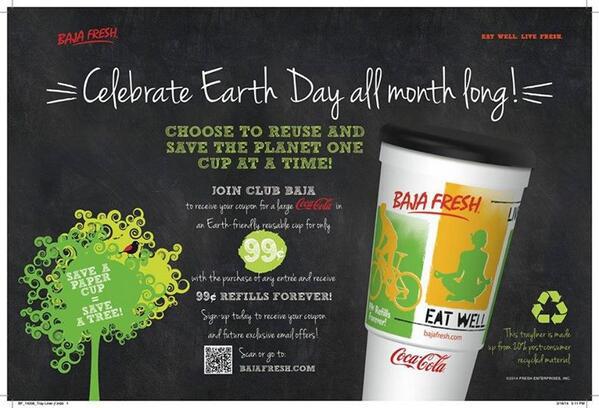 BAJA FRESH.
EAT WELL. LIVE FRESH.
Celebrate Earth Day all month long!
CHOOSE TO REUSE AND
SAVE THE PLANET ONE
CUP AT A TIME!
JOIN CLUB BAJA
to receive your coupon for a large Coca-Cola in
an Earth-friendly reusable cup for only
99¢
with the purchase of any entrée and receive
99¢ REFILLS FOREVER!
Sign-up today to receive your coupon
and future exclusive email offers!
Scan or go to:
BAJAFRESH.COM
SAVE A
PAPER
CUP
=
SAVE
A TREE!
BAJA FRESH.
LI
Refills
Forever!
EAT WELL
bajafresh.com
Coca-Cola
This trayliner is made
up from 20% post-consumer
recycled material
©2014 FRESH ENTERPRISES, INC.